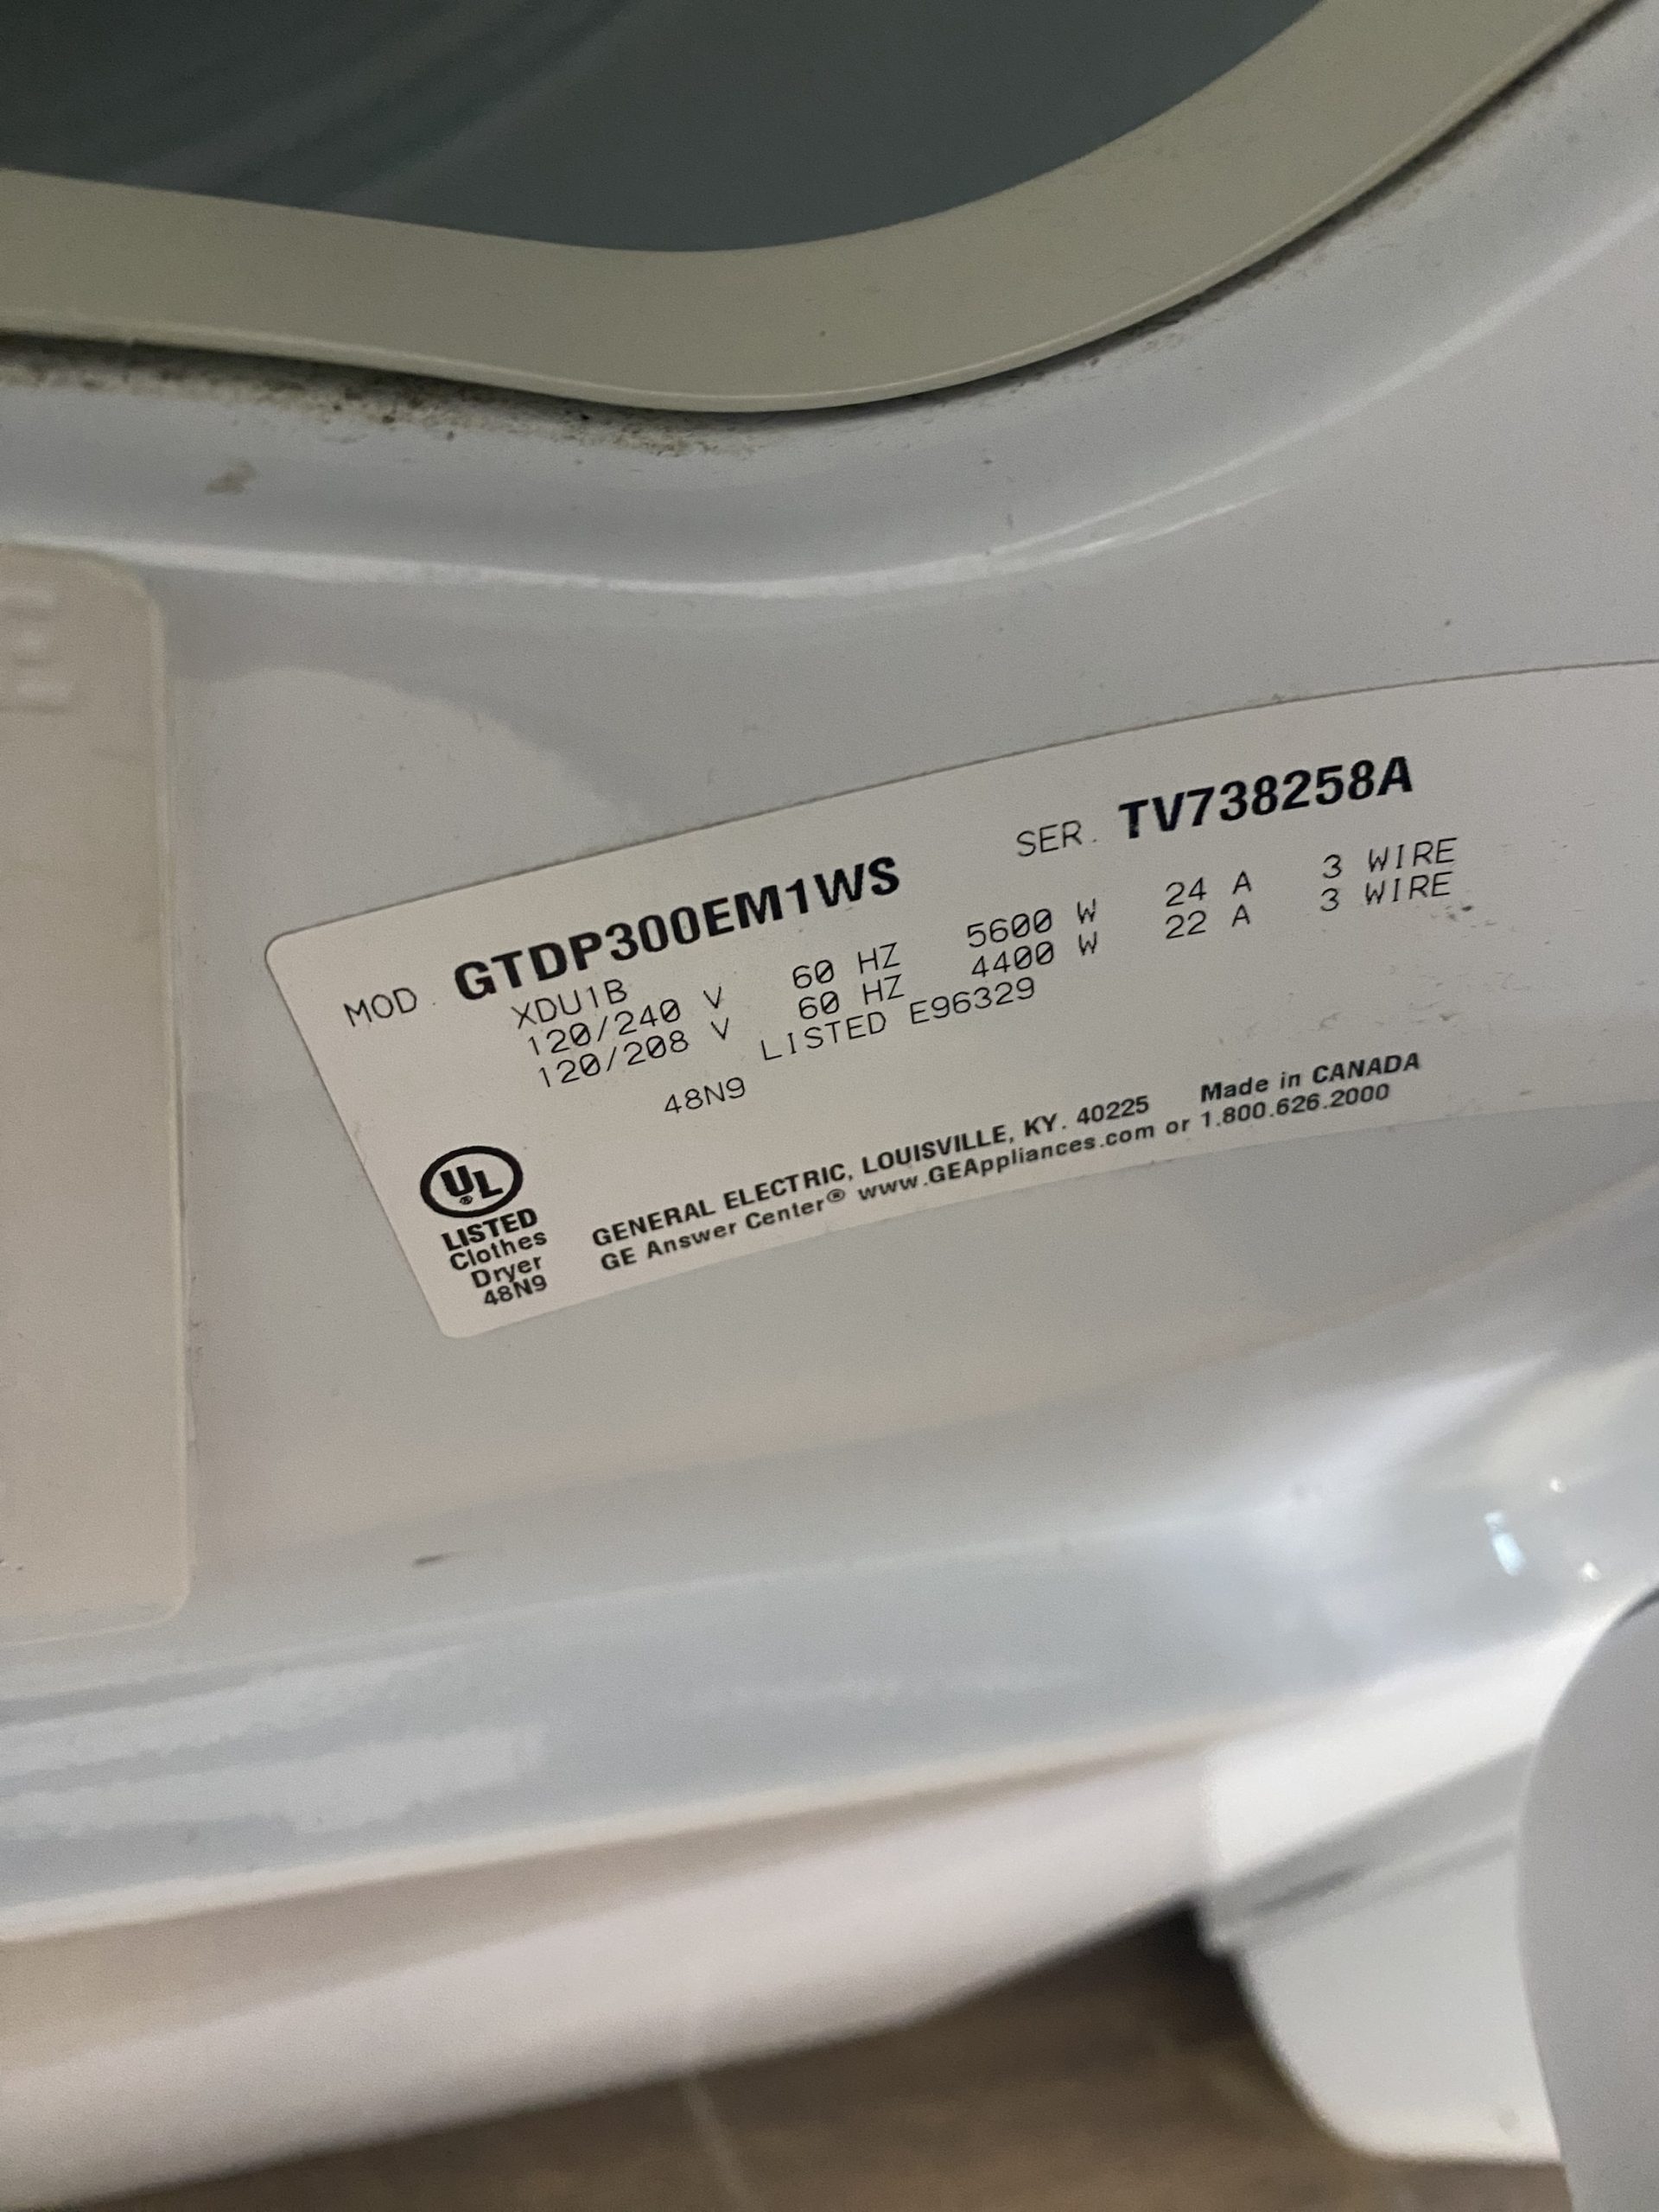 MOD. GTDP300EM1WS SER. TV738258A
XDU1B
120/240 V 60 HZ 5600 W 24 A 3 WIRE
120/208 V 60 HZ 4400 W 22 A 3 WIRE
48N9 LISTED E96329
UL®
LISTED
Clothes
Dryer
48N9
GENERAL ELECTRIC, LOUISVILLE, KY. 40225 Made in CANADA
GE Answer Center® www.GEAppliances.com or 1.800.626.2000